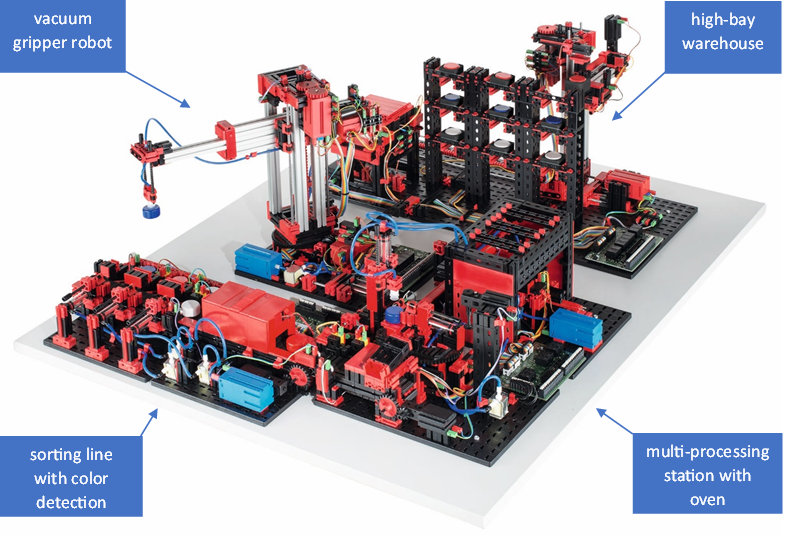 vacuum
gripper robot
high-bay
warehouse
sorting line
with color
detection
multi-processing
station with
oven